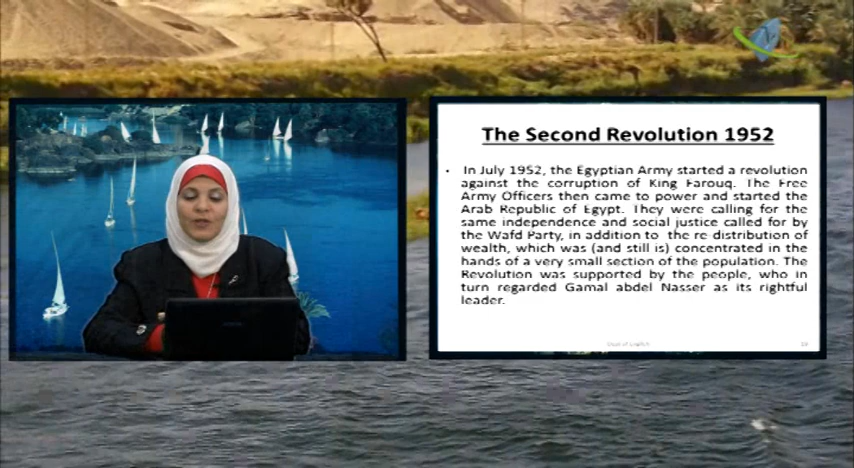 The Second Revolution 1952
• In July 1952, the Egyptian Army started a revolution
against the corruption of King Farouq. The Free
Army Officers then came to power and started the
Arab Republic of Egypt. They were calling for the
same independence and social justice called for by
the Wafd Party, in addition to the re-distribution of
wealth, which was (and still is) concentrated in the
hands of a very small section of the population. The
Revolution was supported by the people, who in
turn regarded Gamal abdel Nasser as its rightful
leader.